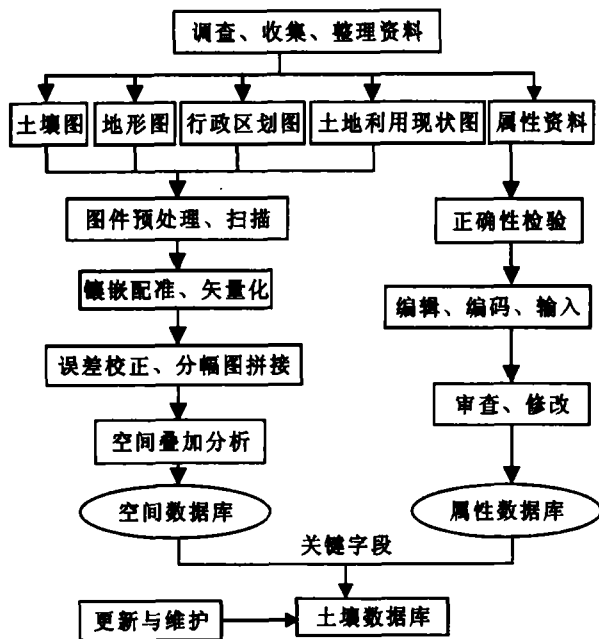 调查、收集、整理资料
土壤图
地形图
行政区划图
土地利用现状图
属性资料
图件预处理、扫描
正确性检验
镶嵌配准、矢量化
编辑、编码、输入
误差校正、分幅图拼接
审查、修改
空间叠加分析
空间数据库
属性数据库
关键字段
更新与维护
土壤数据库